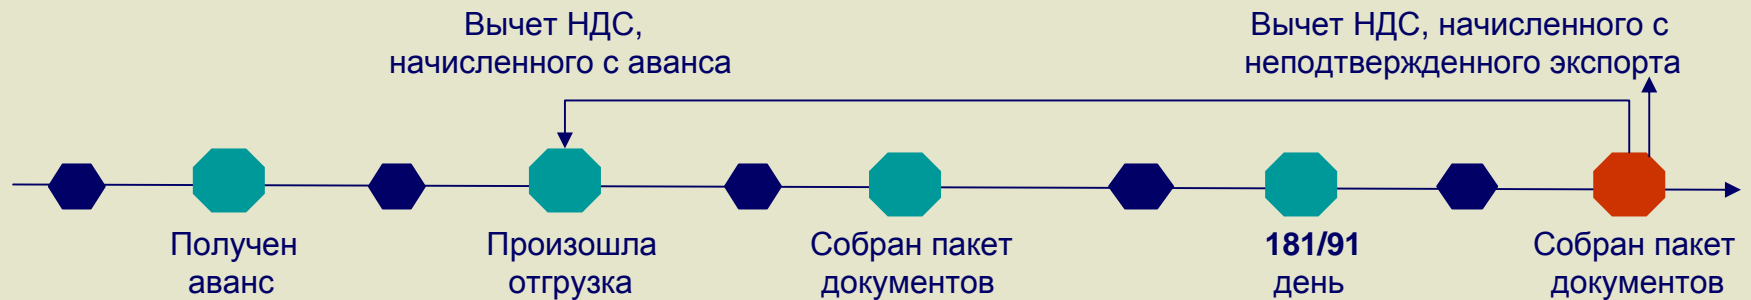 Вычет НДС,
начисленного с аванса
Вычет НДС, начисленного с
неподтвержденного экспорта
Получен
аванс
Произошла
отгрузка
Собран пакет
документов
181/91
день
Собран пакет
документов